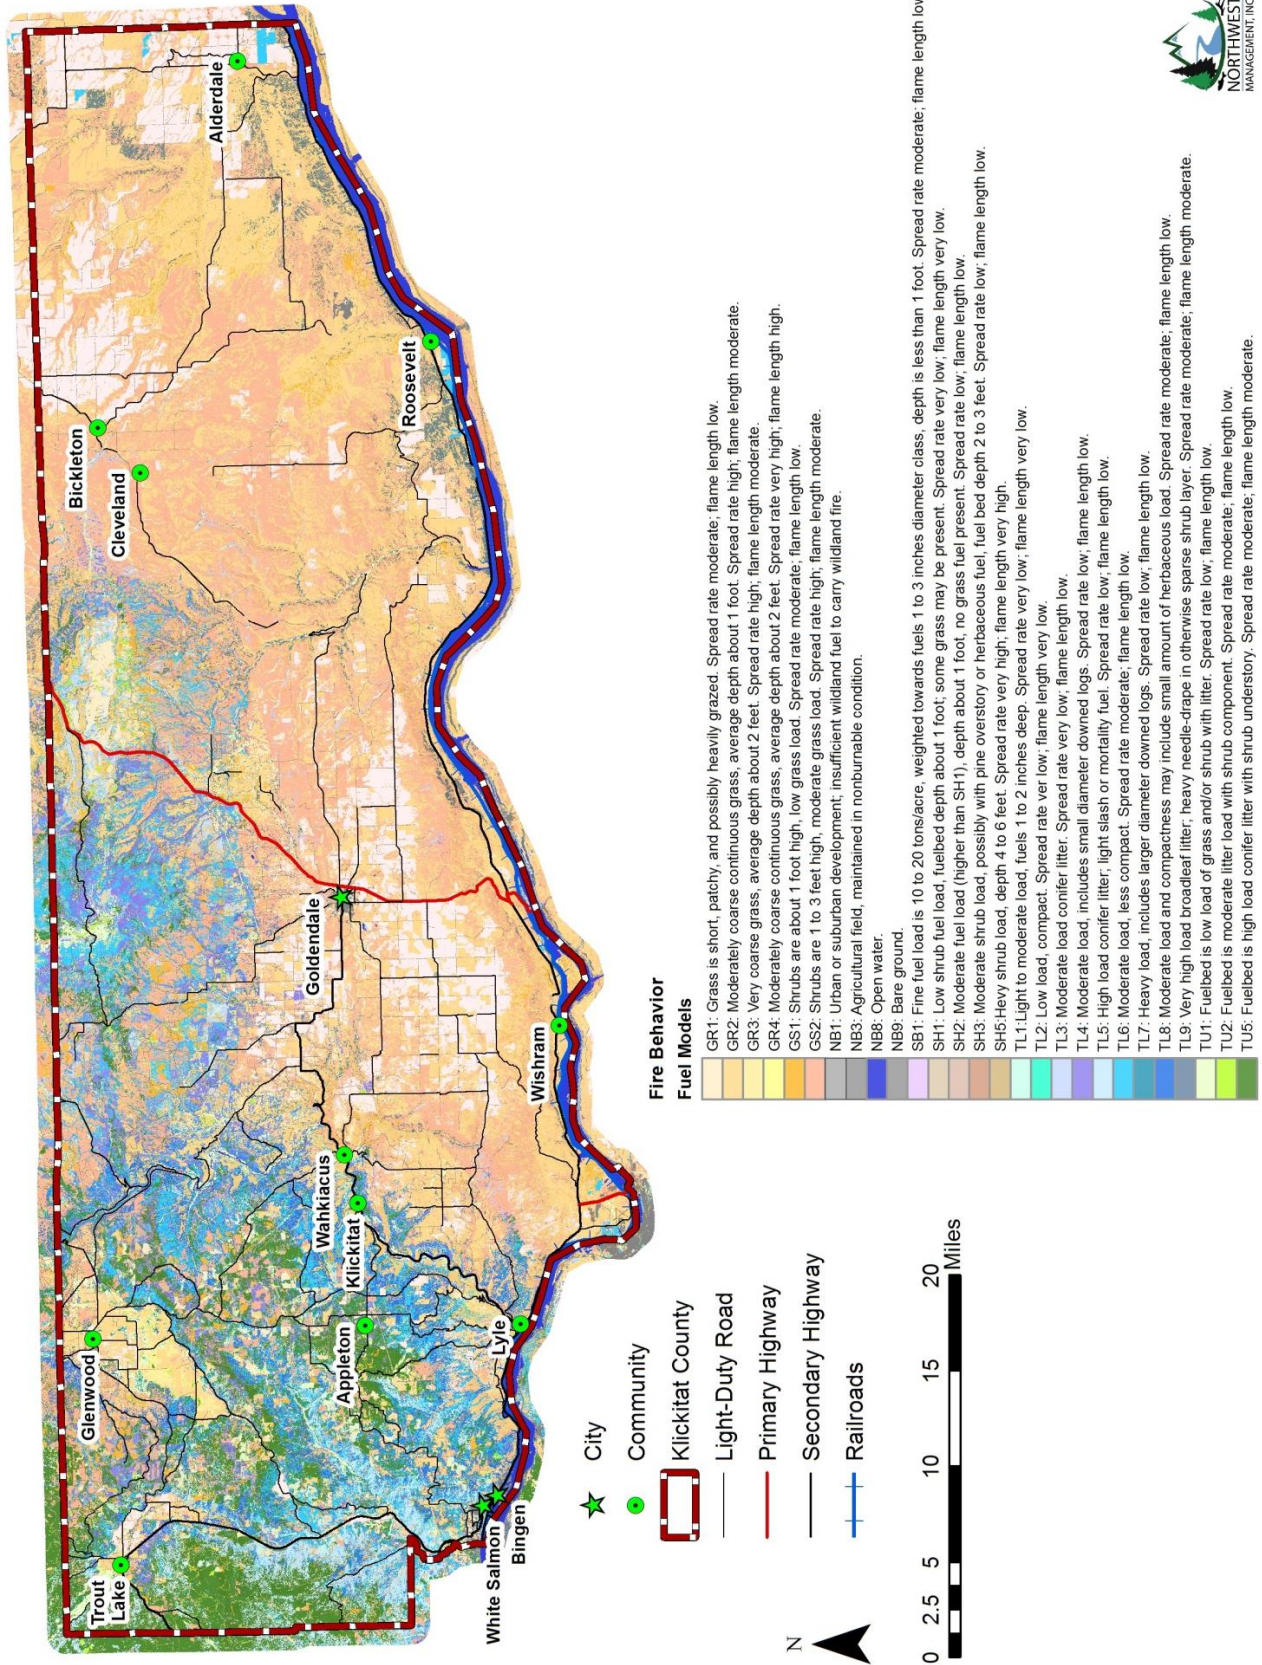 Trout
Lake
Glenwood
Bickleton
Cleveland
Alderdale
Appleton
Klickitat
Wahkiacus
Goldendale
Roosevelt
White Salmon
Bingen
Lyle
Wishram
City
Community
Klickitat County
Light-Duty Road
Primary Highway
Secondary Highway
Railroads
N
0 2.5 5 10 15 20
Miles
Fire Behavior
Fuel Models
GR1: Grass is short, patchy, and possibly heavily grazed. Spread rate moderate; flame length low.
GR2: Moderately coarse continuous grass, average depth about 1 foot. Spread rate high; flame length moderate.
GR3: Very coarse grass, average depth about 2 feet. Spread rate high; flame length moderate.
GR4: Moderately coarse continuous grass, average depth about 2 feet. Spread rate very high; flame length high.
GS1: Shrubs are about 1 foot high, low grass load. Spread rate moderate; flame length low.
GS2: Shrubs are 1 to 3 feet high, moderate grass load. Spread rate high; flame length moderate.
NB1: Urban or suburban development; insufficient wildland fuel to carry wildland fire.
NB3: Agricultural field, maintained in nonburnable condition.
NB8: Open water.
NB9: Bare ground.
SB1: Fine fuel load is 10 to 20 tons/acre, weighted towards fuels 1 to 3 inches diameter class, depth is less than 1 foot. Spread rate moderate; flame length low
SH1: Low shrub fuel load, fuelbed depth about 1 foot; some grass may be present. Spread rate very low; flame length very low.
SH2: Moderate fuel load (higher than SH1), depth about 1 foot, no grass fuel present. Spread rate low; flame length low.
SH3: Moderate shrub load, possibly with pine overstory or herbaceous fuel, fuel bed depth 2 to 3 feet. Spread rate low; flame length low.
SH5:Hevy shrub load, depth 4 to 6 feet. Spread rate very high; flame length very high.
TL1:Light to moderate load, fuels 1 to 2 inches deep. Spread rate very low; flame length very low.
TL2: Low load, compact. Spread rate ver low; flame length very low.
TL3: Moderate load conifer litter. Spread rate very low; flame length low.
TL4: Moderate load, includes small diameter downed logs. Spread rate low; flame length low.
TL5: High load conifer litter; light slash or mortality fuel. Spread rate low; flame length low.
TL6: Moderate load, less compact. Spread rate moderate; flame length low.
TL7: Heavy load, includes larger diameter downed logs. Spread rate low; flame length low.
TL8: Moderate load and compactness may include small amount of herbaceous load. Spread rate moderate; flame length low.
TL9: Very high load broadleaf litter; heavy needle-drape in otherwise sparse shrub layer. Spread rate moderate; flame length moderate.
TU1: Fuelbed is low load of grass and/or shrub with litter. Spread rate low; flame length low.
TU2: Fuelbed is moderate litter load with shrub component. Spread rate moderate; flame length low.
TU5: Fuelbed is high load conifer litter with shrub understory. Spread rate moderate; flame length moderate.
NORTHWEST
MANAGEMENT, INC.